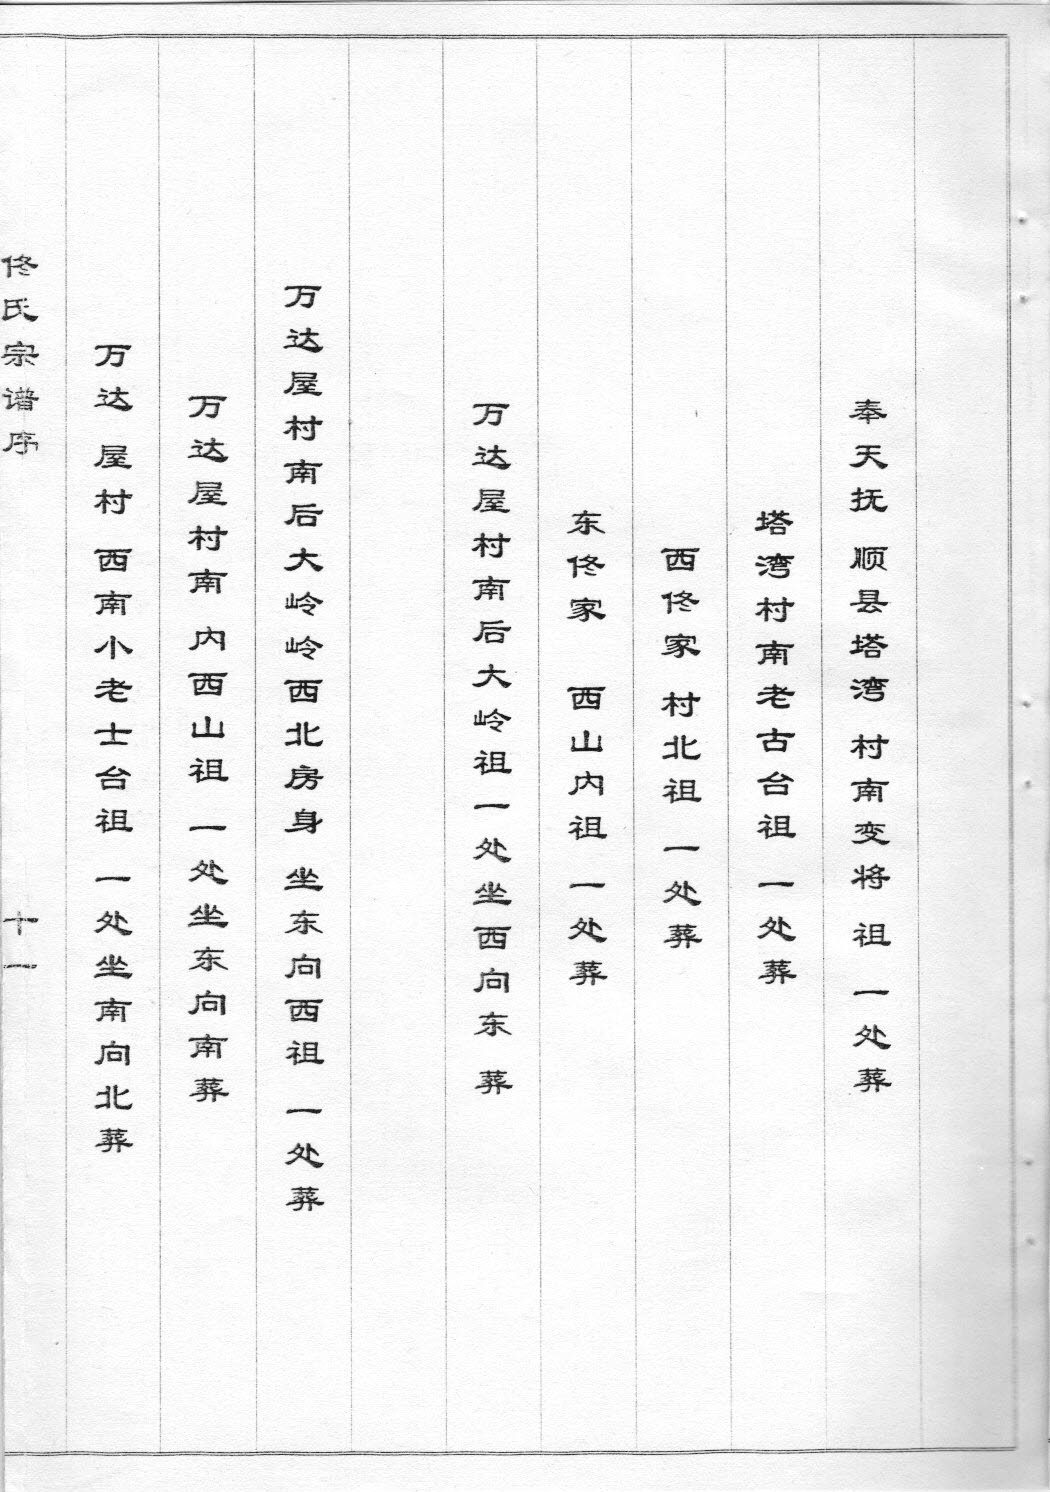 奉天抚 顺县塔湾 村南变将 祖 一处葬
塔湾村南老古台祖 一处葬
西佟家 村北祖 一处葬
东佟家 西山内祖 一处葬
万达屋村南后大岭祖一处坐西向东 葬
万达屋村南后大岭岭西北房身 坐东向西祖 一处葬
万达屋村南 内西山祖 一处坐东向南葬
万达 屋村 西南小老士台祖 一处坐南向北葬
佟氏宗谱序 十一